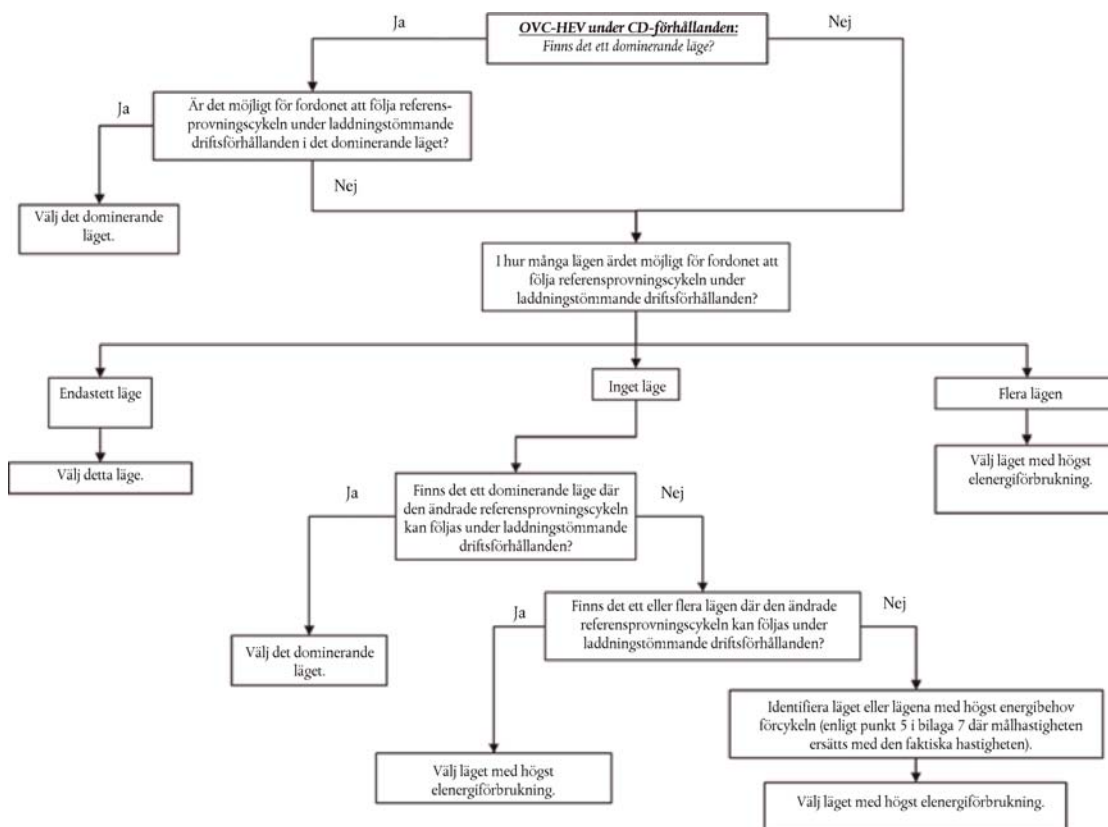 Ja
OVC-HEV under CD-förhållanden:
Finns det ett dominerande läge?
Nej
Ja
Är det möjligt för fordonet att följa referens-
provningscykeln under laddningstömmande
driftsförhållanden i det dominerande läget?
Nej
Välj det dominerande
läget.
I hur många lägen ärdet möjligt för fordonet att
följa referensprovningscykeln under
laddningstömmande driftsförhållanden?
Endastett läge
Inget läge
Flera lägen
Välj detta läge.
Välj läget med högst
elenergiförbrukning.
Ja
Finns det ett dominerande läge där
den ändrade referensprovningscykeln
kan följas under laddningstömmande
driftsförhållanden?
Nej
Välj det dominerande
läget.
Ja
Finns det ett eller flera lägen där den ändrade
referensprovningscykeln kan följas under
laddningstömmande driftsförhållanden?
Nej
Identifiera läget eller lägena med högst energibehov
förcykeln (enligt punkt 5 i bilaga 7 där målhastigheten
ersätts med den faktiska hastigheten).
Välj läget med högst
elenergiförbrukning.
Välj läget med högst elenergiförbrukning.